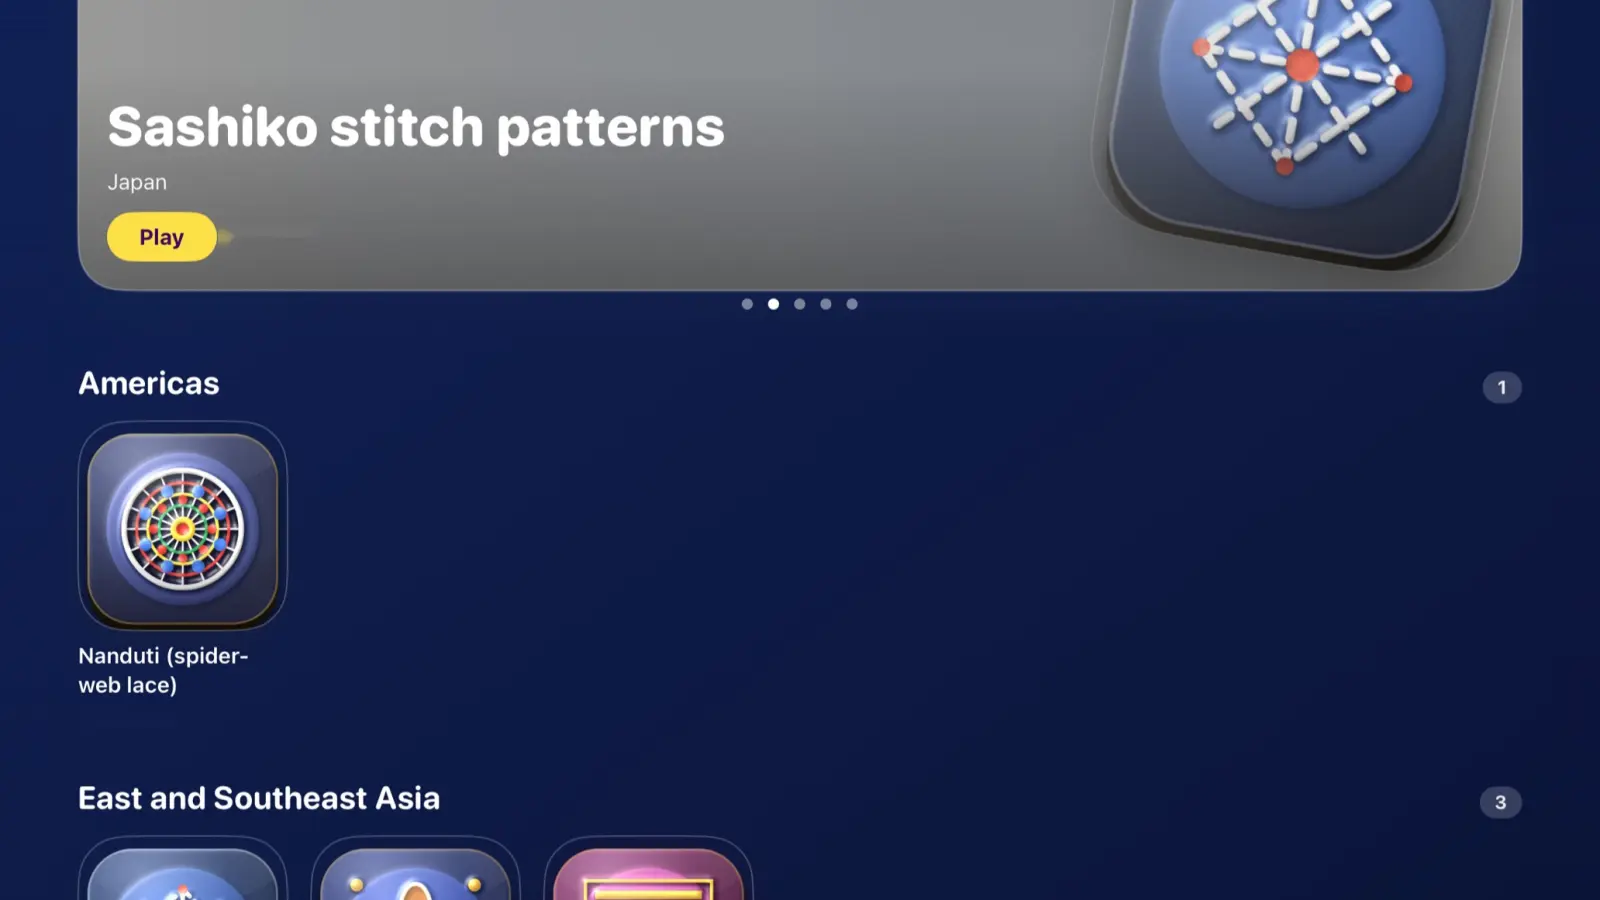 Sashiko stitch patterns
Japan
Play
Americas
1
Nanduti (spider-
web lace)
East and Southeast Asia
3